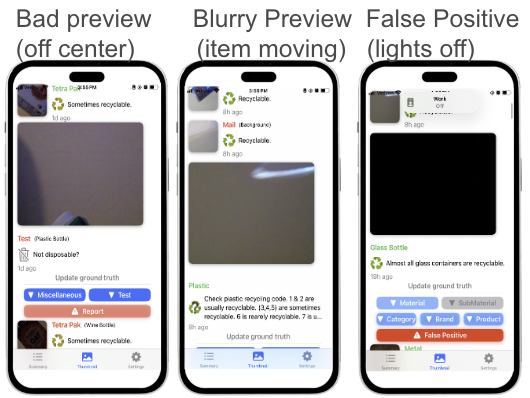 Bad preview
(off center)
Blurry Preview
(item moving)
False Positive
(lights off)
Tetra Pak
Sometimes recyclable.
1d ago
Test (Plastic Bottle)
Not disposable?
1d ago
Update ground truth
▼ Miscellaneous
▼ Test
Report
Tetra Pak (Wine Bottle)
Sometimes recyclable.
Summary
Thumbnail
Settings
3:55PM
Recyclable.
8h ago
Mail (Background)
Recyclable.
8h ago
Plastic
Check plastic recycling code. 1 & 2 are
usually recyclable. (3,4,5) are sometimes
recyclable. 6 is rearely recyclable. 7 is u...
8h ago
Update ground truth
Summary
Thumbnail
Settings
Work
Off
8h ago
Glass Bottle
Almost all glass containers are recyclable.
19h ago
Update ground truth
▼ Material
▼ SubMaterial
▼ Category
▼ Brand
▼ Product
False Positive
Metal
Summary
Thumbnail
Settings